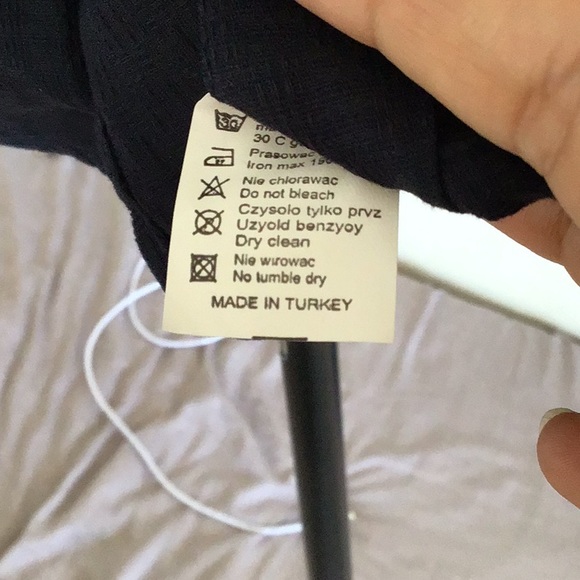 30
30 C
Prasowac
Iron max
Nie chlorawac
Do not bleach
Czysolo tylko prvz
Uzyold benzyoy
Dry clean
Nie wirowac
No tumble dry
MADE IN TURKEY